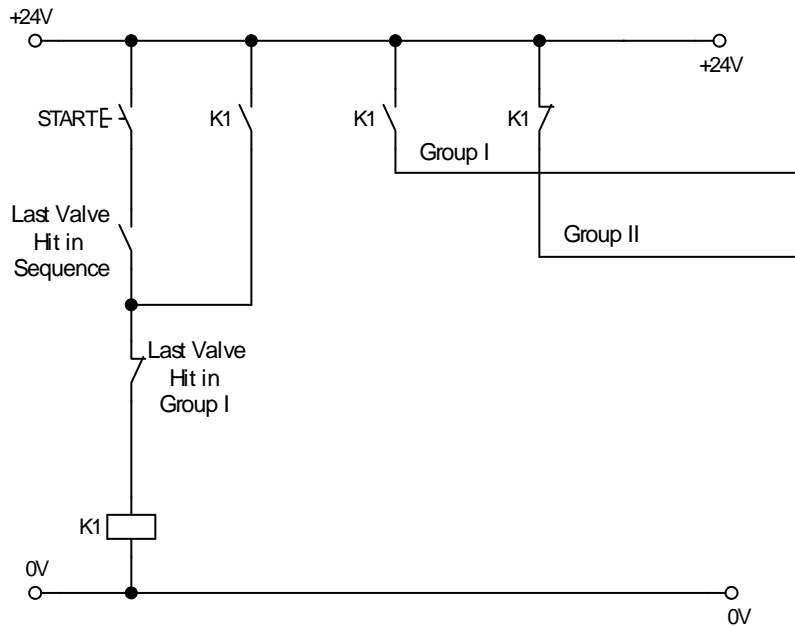 +24V
+24V
START
K1
K1
K1
Group I
Last Valve
Hit in
Sequence
Group II
Last Valve
Hit in
Group I
K1
0V
0V